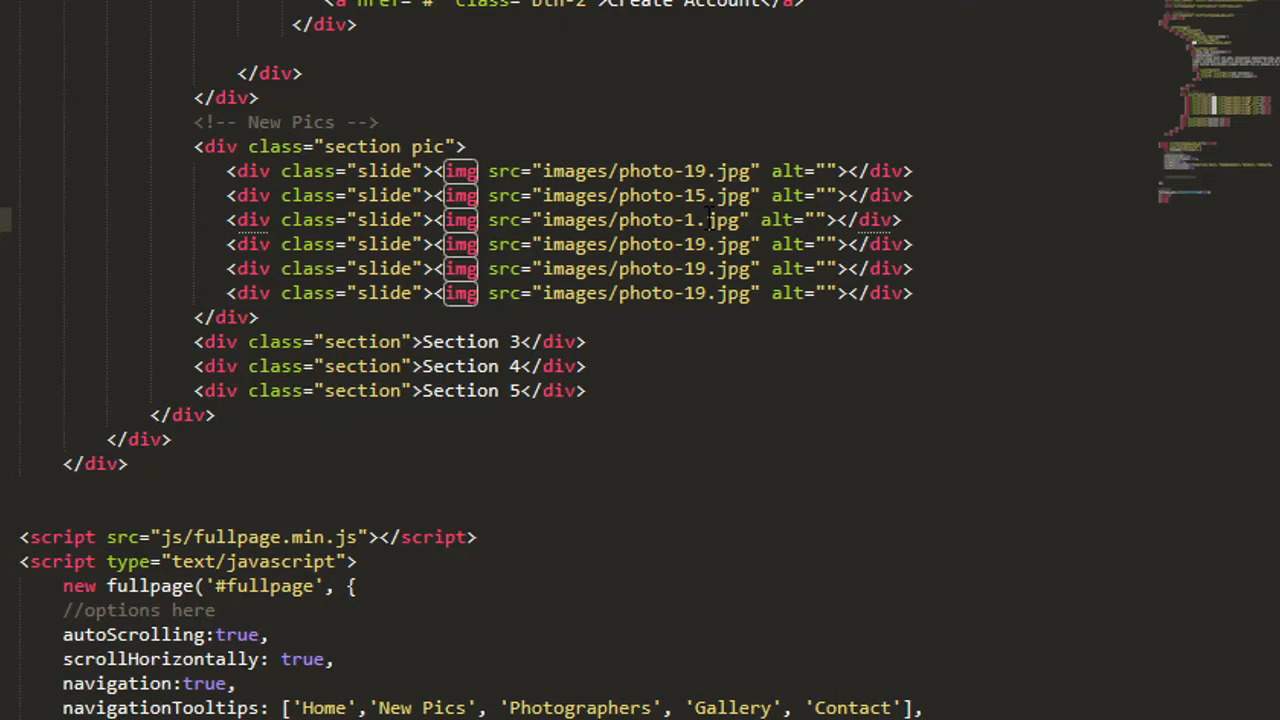 <a href="#" class="btn-2">Create Account</a>
</div>
</div>
</div>
<!-- New Pics -->
<div class="section pic">
<div class="slide"><img src="images/photo-19.jpg" alt=""></div>
<div class="slide"><img src="images/photo-15.jpg" alt=""></div>
<div class="slide"><img src="images/photo-1.jpg" alt=""></div>
<div class="slide"><img src="images/photo-19.jpg" alt=""></div>
<div class="slide"><img src="images/photo-19.jpg" alt=""></div>
<div class="slide"><img src="images/photo-19.jpg" alt=""></div>
</div>
<div class="section">Section 3</div>
<div class="section">Section 4</div>
<div class="section">Section 5</div>
</div>
</div>
</div>
<script src="js/fullpage.min.js"></script>
<script type="text/javascript">
new fullpage('#fullpage', {
//options here
autoScrolling:true,
scrollHorizontally: true,
navigation:true,
navigationTooltips: ['Home','New Pics', 'Photographers', 'Gallery', 'Contact'],